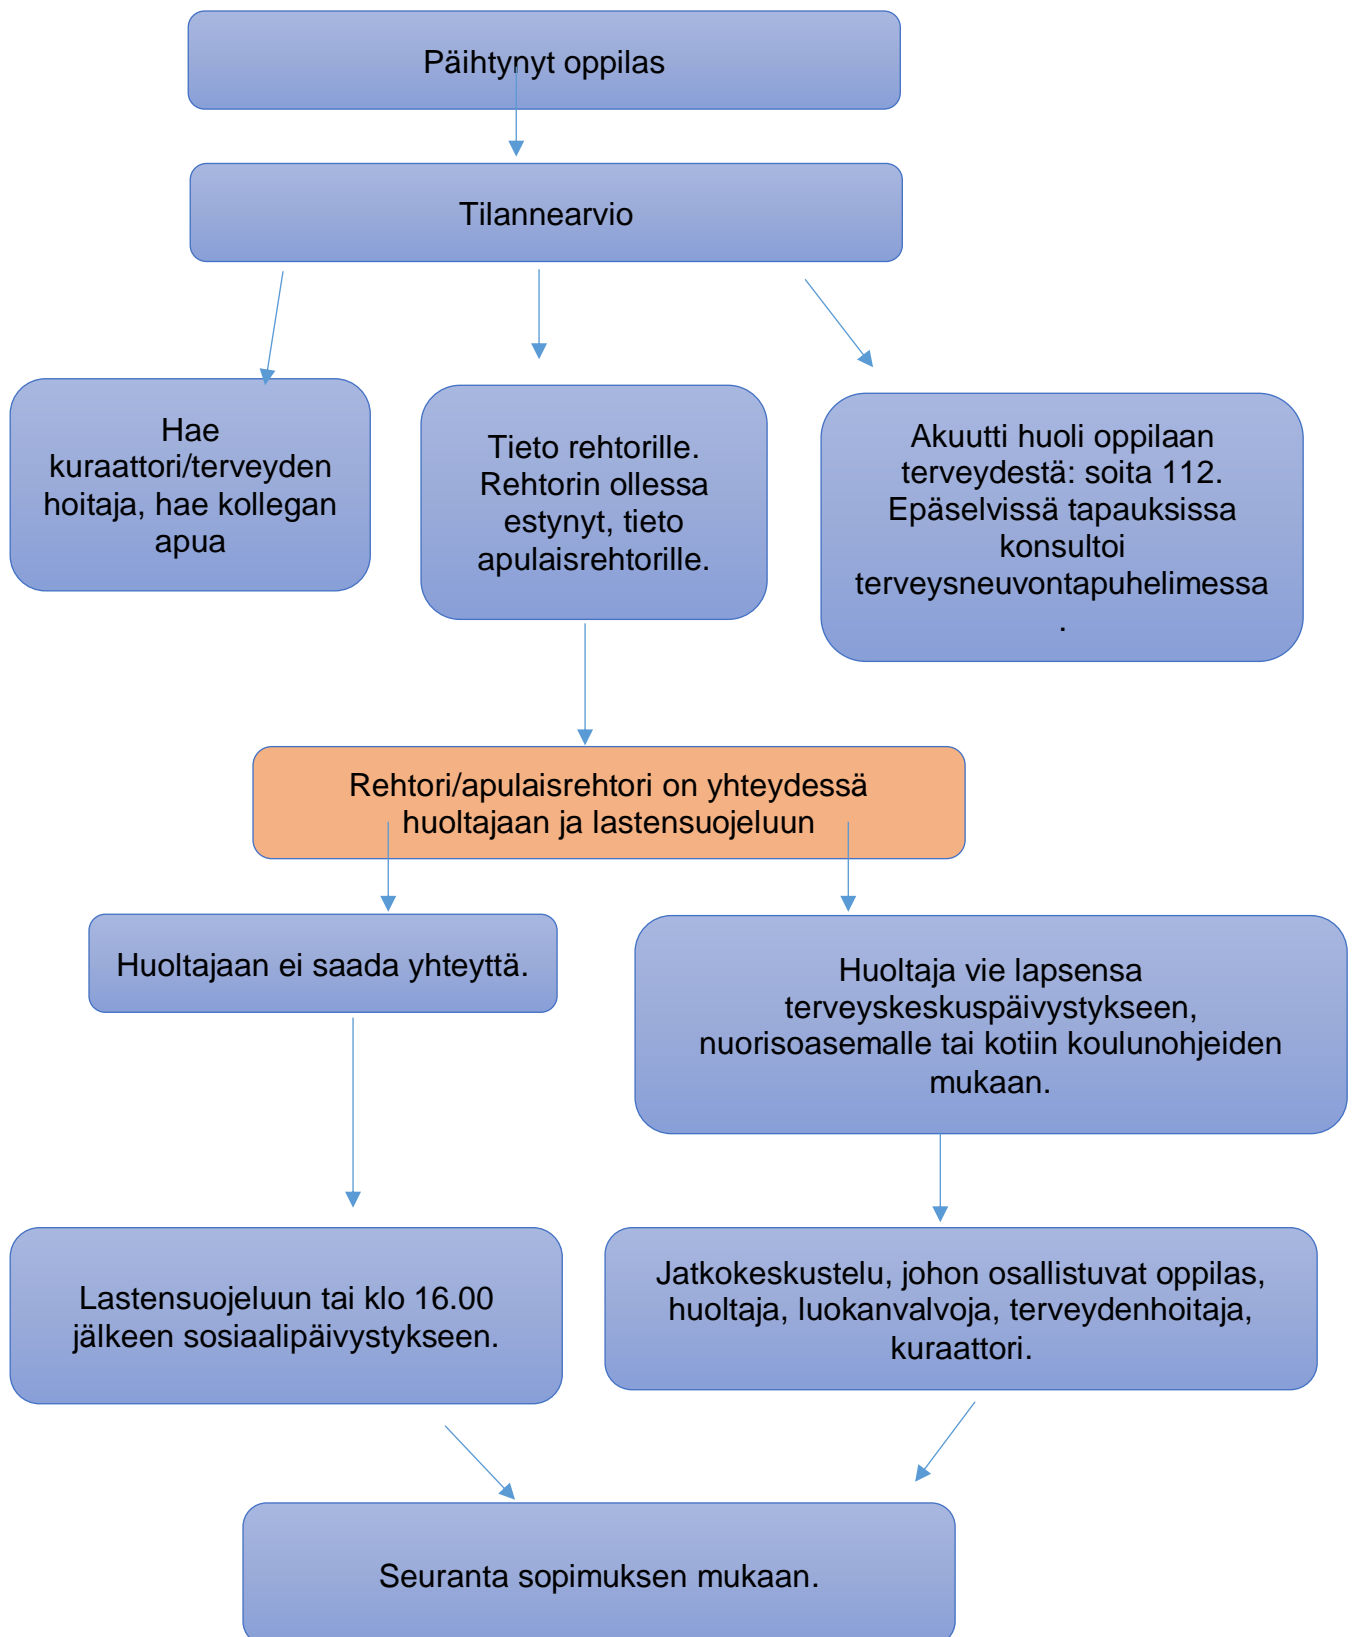 Päihtynyt oppilas
Tilannearvio
Hae
kuraattori/terveyden
hoitaja, hae kollegan
apua
Tieto rehtorille.
Rehtorin ollessa
estynyt, tieto
apulaisrehtorille.
Akuutti huoli oppilaan
terveydestä: soita 112.
Epäselvissä tapauksissa
konsultoi
terveysneuvontapuhelimessa
.
Rehtori/apulaisrehtori on yhteydessä
huoltajaan ja lastensuojeluun
Huoltajaan ei saada yhteyttä.
Huoltaja vie lapsensa
terveyskeskuspäivystykseen,
nuorisoasemalle tai kotiin koulunohjeiden
mukaan.
Lastensuojeluun tai klo 16.00
jälkeen sosiaalipäivystykseen.
Jatkokeskustelu, johon osallistuvat oppilas,
huoltaja, luokanvalvoja, terveydenhoitaja,
kuraattori.
Seuranta sopimuksen mukaan.